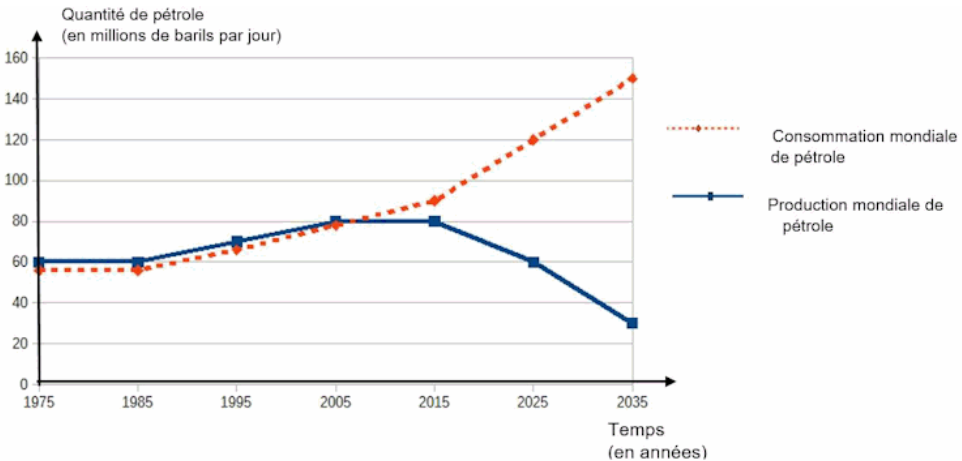 Quantité de pétrole
(en millions de barils par jour)
160
140
120
100
80
60
40
20
0
1975 1985 1995 2005 2015 2025 2035
Temps
(en années)
Consommation mondiale
de pétrole
Production mondiale de
pétrole